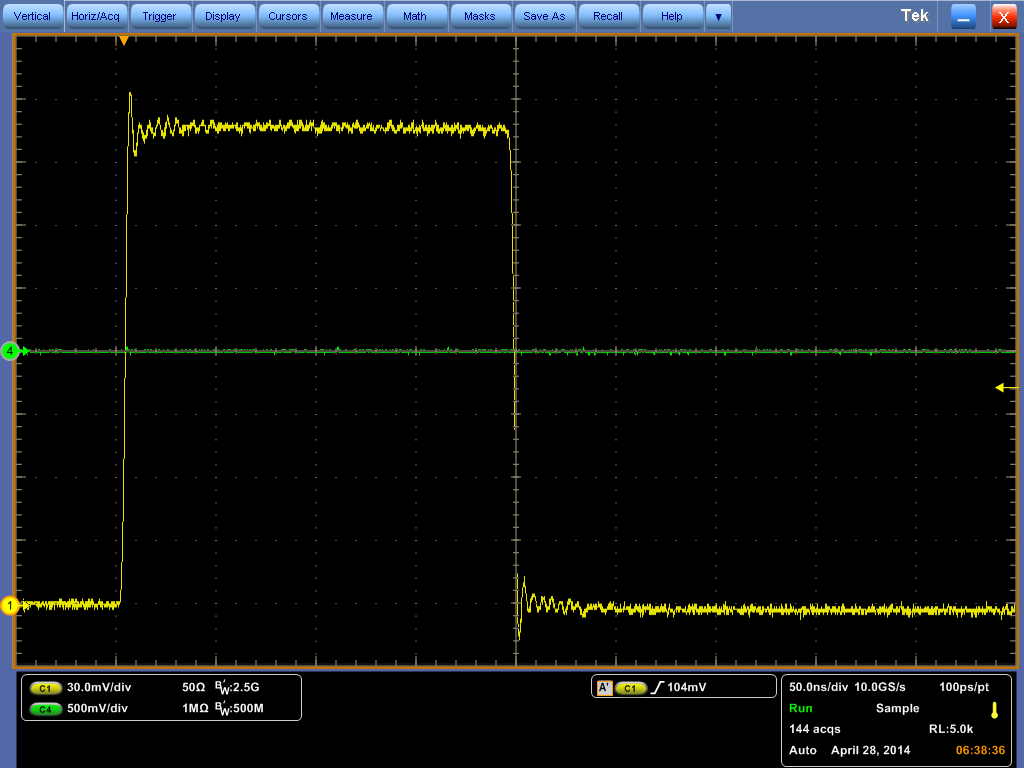 Vertical Horiz/Acq Trigger Display Cursors Measure Math Masks Save As Recall Help ▼ Tek X
4
1
C1 30.0mV/div 50Ω BW:2.5G
C4 500mV/div 1MΩ BW:500M
A' C1 104mV
50.0ns/div 10.0GS/s 100ps/pt
Run Sample
144 acqs RL:5.0k
Auto April 28, 2014 06:38:36